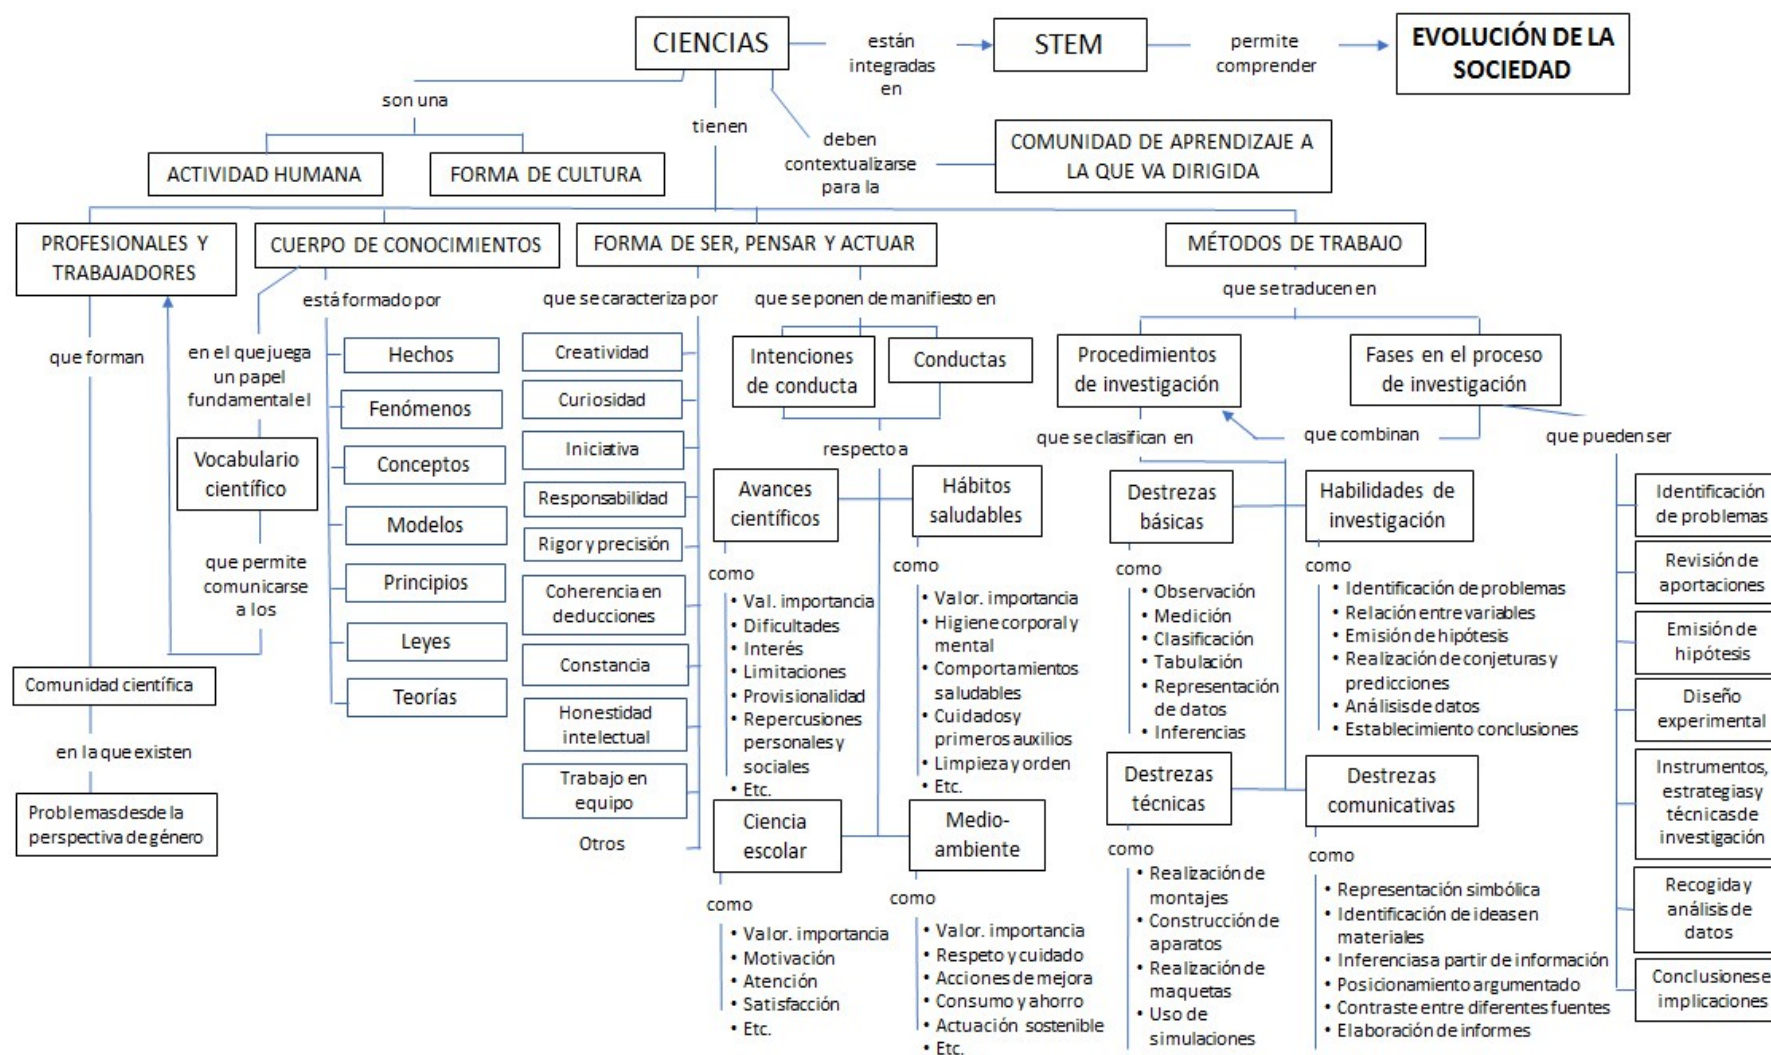 CIENCIAS
están
integradas
en
STEM
permite
comprender
EVOLUCIÓN DE LA
SOCIEDAD
son una
tienen
deben
contextualizarse
para la
COMUNIDAD DE APRENDIZAJE A
LA QUE VA DIRIGIDA
ACTIVIDAD HUMANA
FORMA DE CULTURA
PROFESIONALES Y
TRABAJADORES
CUERPO DE CONOCIMIENTOS
FORMA DE SER, PENSAR Y ACTUAR
MÉTODOS DE TRABAJO
que forman
Comunidad científica
en la que existen
Problemas desde la
perspectiva de género
en el que juega
un papel
fundamental el
Vocabulario
científico
que permite
comunicarse
a los
está formado por
Hechos
Fenómenos
Conceptos
Modelos
Principios
Leyes
Teorías
que se caracteriza por
Creatividad
Curiosidad
Iniciativa
Responsabilidad
Rigor y precisión
Coherencia en
deducciones
Constancia
Honestidad
intelectual
Trabajo en
equipo
Otros
que se ponen de manifiesto en
Intenciones
de conducta
Conductas
respecto a
Avances
científicos
como
• Val. importancia
• Dificultades
• Interés
• Limitaciones
• Provisionalidad
• Repercusiones
personales y
sociales
• Etc.
Hábitos
saludables
como
• Valor. importancia
• Higiene corporal y
mental
• Comportamientos
saludables
• Cuidados y
primeros auxilios
• Limpieza y orden
• Etc.
Ciencia
escolar
como
• Valor. importancia
• Motivación
• Atención
• Satisfacción
• Etc.
Medio-
ambiente
como
• Valor. importancia
• Respeto y cuidado
• Acciones de mejora
• Consumo y ahorro
• Actuación sostenible
• Etc.
que se traducen en
Procedimientos
de investigación
Fases en el proceso
de investigación
que se clasifican en
que combinan
que pueden ser
Destrezas
básicas
como
• Observación
• Medición
• Clasificación
• Tabulación
• Representación
de datos
• Inferencias
Habilidades de
investigación
como
• Identificación de problemas
• Relación entre variables
• Emisión de hipótesis
• Realización de conjeturas y
predicciones
• Análisis de datos
• Establecimiento conclusiones
Destrezas
técnicas
como
• Realización de
montajes
• Construcción de
aparatos
• Realización de
maquetas
• Uso de
simulaciones
Destrezas
comunicativas
como
• Representación simbólica
• Identificación de ideas en
materiales
• Inferencias a partir de información
• Posicionamiento argumentado
• Contraste entre diferentes fuentes
• Elaboración de informes
Identificación
de problemas
Revisión de
aportaciones
Emisión de
hipótesis
Diseño
experimental
Instrumentos,
estrategias y
técnicas de
investigación
Recogida y
análisis de
datos
Conclusiones e
implicaciones